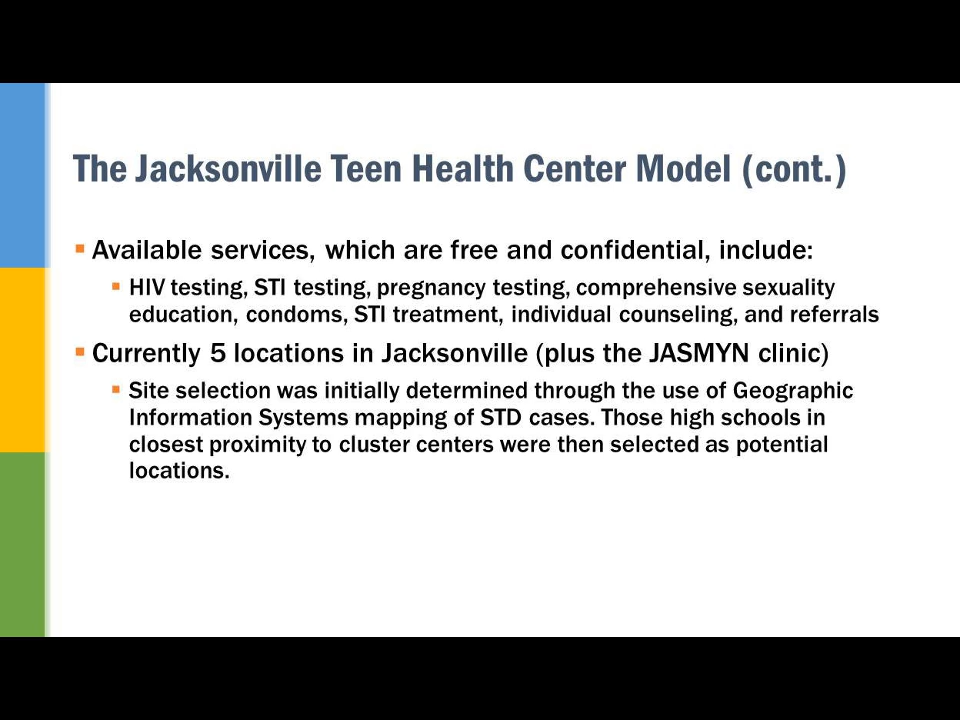 The Jacksonville Teen Health Center Model (cont.)
Available services, which are free and confidential, include:
HIV testing, STI testing, pregnancy testing, comprehensive sexuality
education, condoms, STI treatment, individual counseling, and referrals
Currently 5 locations in Jacksonville (plus the JASMYN clinic)
Site selection was initially determined through the use of Geographic
Information Systems mapping of STD cases. Those high schools in
closest proximity to cluster centers were then selected as potential
locations.